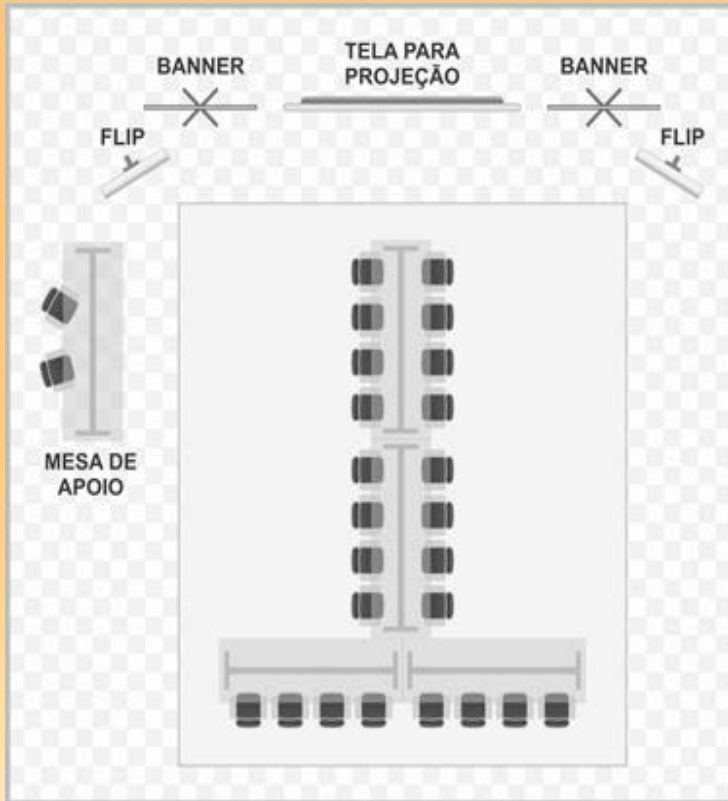 TELA PARA
PROJEÇÃO
BANNER
BANNER
FLIP
FLIP
MESA DE
APOIO